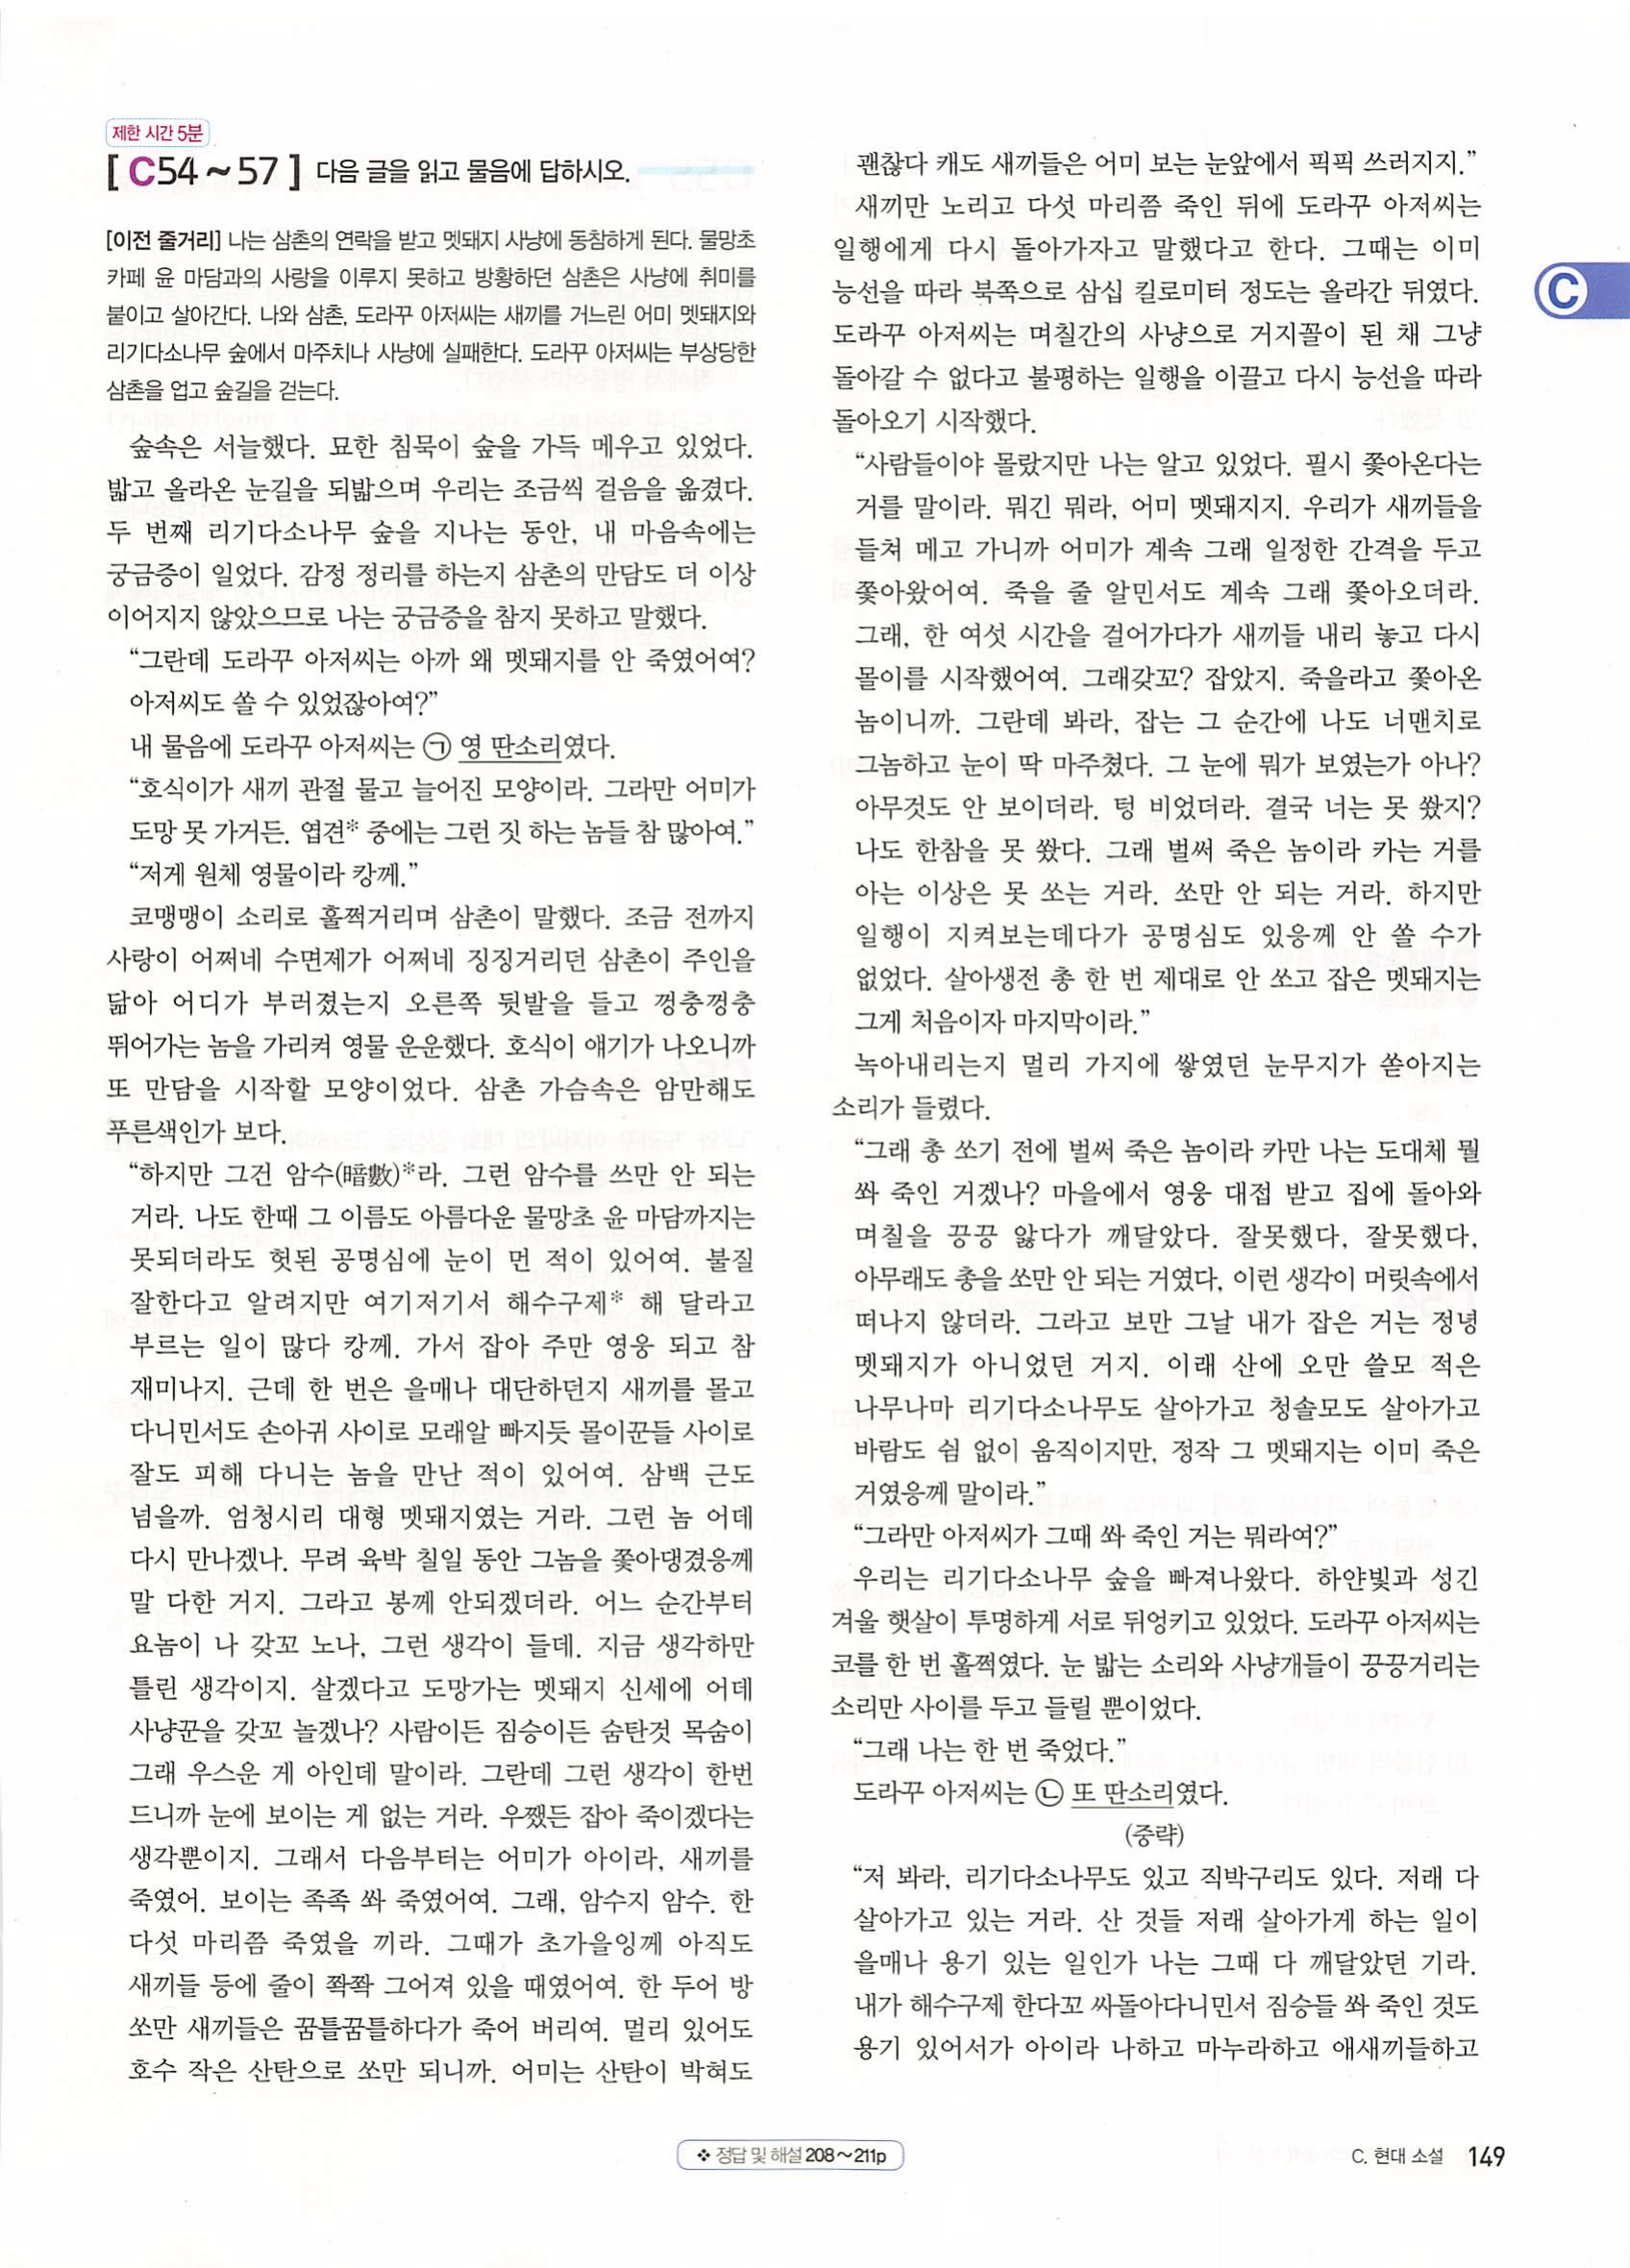 제한 시간 5분
[ C54 ~ 57 ] 다음 글을 읽고 물음에 답하시오.
[이전 줄거리] 나는 삼촌의 연락을 받고 멧돼지 사냥에 동참하게 된다. 물망초
카페 윤 마담과의 사랑을 이루지 못하고 방황하던 삼촌은 사냥에 취미를
붙이고 살아간다. 나와 삼촌, 도라꾸 아저씨는 새끼를 거느린 어미 멧돼지와
리기다소나무 숲에서 마주치나 사냥에 실패한다. 도라꾸 아저씨는 부상당한
삼촌을 업고 숲길을 걷는다.
숲속은 서늘했다. 묘한 침묵이 숲을 가득 메우고 있었다.
밟고 올라온 눈길을 되밟으며 우리는 조금씩 걸음을 옮겼다.
두 번째 리기다소나무 숲을 지나는 동안, 내 마음속에는
궁금증이 일었다. 감정 정리를 하는지 삼촌의 만담도 더 이상
이어지지 않았으므로 나는 궁금증을 참지 못하고 말했다.
“그란데 도라꾸 아저씨는 아까 왜 멧돼지를 안 죽였어여?
아저씨도 쏠 수 있었잖아여?”
내 물음에 도라꾸 아저씨는 ㉠ 영 딴소리였다.
“호식이가 새끼 관절 물고 늘어진 모양이라. 그라만 어미가
도망 못 가거든. 엽견* 중에는 그런 짓 하는 놈들 참 많아여.”
“저게 원체 영물이라 캉께.”
코맹맹이 소리로 훌쩍거리며 삼촌이 말했다. 조금 전까지
사랑이 어쩌네 수면제가 어쩌네 징징거리던 삼촌이 주인을
닮아 어디가 부러졌는지 오른쪽 뒷발을 들고 껑충껑충
뛰어가는 놈을 가리켜 영물 운운했다. 호식이 얘기가 나오니까
또 만담을 시작할 모양이었다. 삼촌 가슴속은 암만해도
푸른색인가 보다.
“하지만 그건 암수(暗數)*라. 그런 암수를 쓰만 안 되는
거라. 나도 한때 그 이름도 아름다운 물망초 윤 마담까지는
못되더라도 헛된 공명심에 눈이 먼 적이 있어여. 불질
잘한다고 알려지만 여기저기서 해수구제* 해 달라고
부르는 일이 많다 캉께. 가서 잡아 주만 영웅 되고 참
재미나지. 근데 한 번은 을매나 대단하던지 새끼를 몰고
다니민서도 손아귀 사이로 모래알 빠지듯 몰이꾼들 사이로
잘도 피해 다니는 놈을 만난 적이 있어여. 삼백 근도
넘을까. 엄청시리 대형 멧돼지였는 거라. 그런 놈 어데
다시 만나겠나. 무려 육박 칠일 동안 그놈을 쫓아댕겼응께
말 다한 거지. 그라고 봉께 안되겠더라. 어느 순간부터
요놈이 나 갖꼬 노나, 그런 생각이 들데. 지금 생각하만
틀린 생각이지. 살겠다고 도망가는 멧돼지 신세에 어데
사냥꾼을 갖꼬 놀겠나? 사람이든 짐승이든 숨탄것 목숨이
그래 우스운 게 아인데 말이라. 그란데 그런 생각이 한번
드니까 눈에 보이는 게 없는 거라. 우쨌든 잡아 죽이겠다는
생각뿐이지. 그래서 다음부터는 어미가 아이라, 새끼를
죽였어. 보이는 족족 쏴 죽였어여. 그래, 암수지 암수. 한
다섯 마리쯤 죽였을 끼라. 그때가 초가을잉께 아직도
새끼들 등에 줄이 쫙쫙 그어져 있을 때였어여. 한 두어 방
쏘만 새끼들은 꿈틀꿈틀하다가 죽어 버리여. 멀리 있어도
호수 작은 산탄으로 쏘만 되니까. 어미는 산탄이 박혀도
괜찮다 캐도 새끼들은 어미 보는 눈앞에서 픽픽 쓰러지지.”
새끼만 노리고 다섯 마리쯤 죽인 뒤에 도라꾸 아저씨는
일행에게 다시 돌아가자고 말했다고 한다. 그때는 이미
능선을 따라 북쪽으로 삼십 킬로미터 정도는 올라간 뒤였다.
도라꾸 아저씨는 며칠간의 사냥으로 거지꼴이 된 채 그냥
돌아갈 수 없다고 불평하는 일행을 이끌고 다시 능선을 따라
돌아오기 시작했다.
“사람들이야 몰랐지만 나는 알고 있었다. 필시 쫓아온다는
거를 말이라. 뭐긴 뭐라, 어미 멧돼지지. 우리가 새끼들을
들쳐 메고 가니까 어미가 계속 그래 일정한 간격을 두고
쫓아왔어여. 죽을 줄 알민서도 계속 그래 쫓아오더라.
그래, 한 여섯 시간을 걸어가다가 새끼들 내리 놓고 다시
몰이를 시작했어여. 그래갖꼬? 잡았지. 죽을라고 쫓아온
놈이니까. 그란데 봐라, 잡는 그 순간에 나도 너맨치로
그놈하고 눈이 딱 마주쳤다. 그 눈에 뭐가 보였는가 아나?
아무것도 안 보이더라. 텅 비었더라. 결국 너는 못 쐈지?
나도 한참을 못 쐈다. 그래 벌써 죽은 놈이라 카는 거를
아는 이상은 못 쏘는 거라. 쏘만 안 되는 거라. 하지만
일행이 지켜보는데다가 공명심도 있응께 안 쏠 수가
없었다. 살아생전 총 한 번 제대로 안 쏘고 잡은 멧돼지는
그게 처음이자 마지막이라.”
녹아내리는지 멀리 가지에 쌓였던 눈무지가 쏟아지는
소리가 들렸다.
“그래 총 쏘기 전에 벌써 죽은 놈이라 카만 나는 도대체 뭘
쏴 죽인 거겠나? 마을에서 영웅 대접 받고 집에 돌아와
며칠을 끙끙 앓다가 깨달았다. 잘못했다, 잘못했다,
아무래도 총을 쏘만 안 되는 거였다, 이런 생각이 머릿속에서
떠나지 않더라. 그라고 보만 그날 내가 잡은 거는 정녕
멧돼지가 아니었던 거지. 이래 산에 오만 쓸모 적은
나무나마 리기다소나무도 살아가고 청솔모도 살아가고
바람도 쉼 없이 움직이지만, 정작 그 멧돼지는 이미 죽은
거였응께 말이라.”
“그라만 아저씨가 그때 쏴 죽인 거는 뭐라여?”
우리는 리기다소나무 숲을 빠져나왔다. 하얀빛과 성긴
겨울 햇살이 투명하게 서로 뒤엉키고 있었다. 도라꾸 아저씨는
코를 한 번 훌쩍였다. 눈 밟는 소리와 사냥개들이 끙끙거리는
소리만 사이를 두고 들릴 뿐이었다.
“그래 나는 한 번 죽었다.”
도라꾸 아저씨는 ㉡ 또 딴소리였다.
(중략)
“저 봐라, 리기다소나무도 있고 직박구리도 있다. 저래 다
살아가고 있는 거라. 산 것들 저래 살아가게 하는 일이
을매나 용기 있는 일인가 나는 그때 다 깨달았던 기라.
내가 해수구제 한다꼬 싸돌아다니민서 짐승들 쏴 죽인 것도
용기 있어서가 아이라 나하고 마누라하고 애새끼들하고
C
❖ 정답 및 해설 208~211p
C. 현대 소설 149